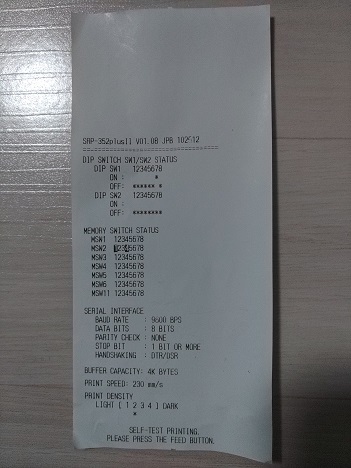 SRP-352plusII V01.08 JPB 102512
=====================================
DIP SWITCH SW1/SW2 STATUS
DIP SW1 12345678
ON : *
OFF: ****** *
DIP SW2 12345678
ON :
OFF: ********
MEMORY SWITCH STATUS
MSW1 12345678
MSW2 12345678
MSW3 12345678
MSW4 12345678
MSW5 12345678
MSW6 12345678
MSW11 12345678
SERIAL INTERFACE
BAUD RATE : 9600 BPS
DATA BITS : 8 BITS
PARITY CHECK : NONE
STOP BIT : 1 BIT OR MORE
HANDSHAKING : DTR/DSR
BUFFER CAPACITY: 4K BYTES
PRINT SPEED: 230 mm/s
PRINT DENSITY
LIGHT [ 1 2 3 4 ] DARK
*
SELF-TEST PRINTING.
PLEASE PRESS THE FEED BUTTON.